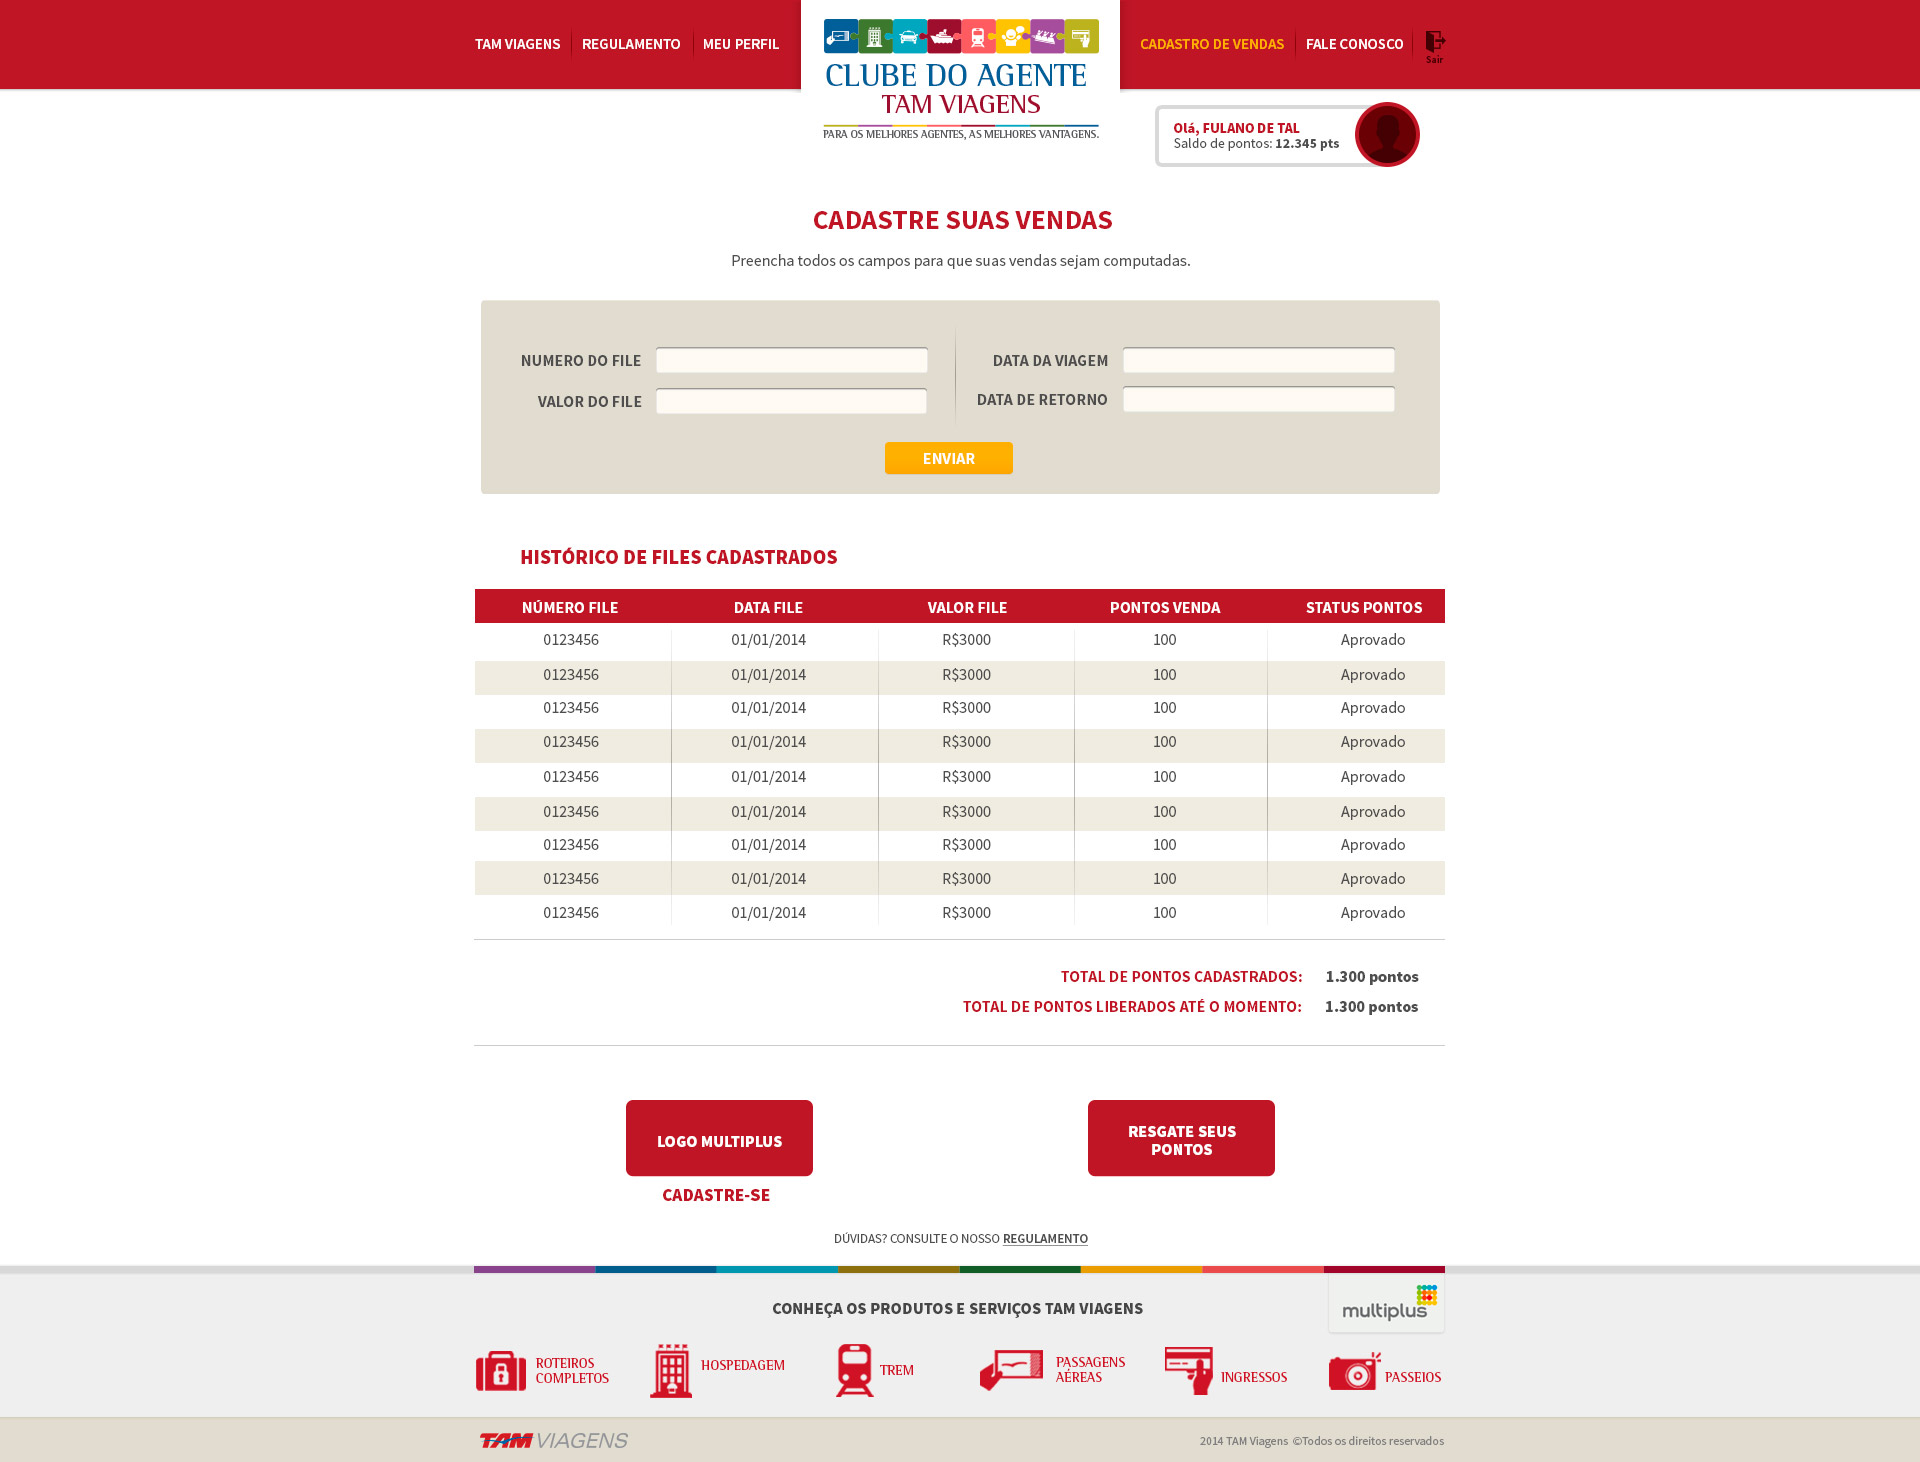 TAM VIAGENS REGULAMENTO MEU PERFIL
CLUBE DO AGENTE
TAM VIAGENS
PARA OS MELHORES AGENTES, AS MELHORES VANTAGENS.
CADASTRO DE VENDAS FALE CONOSCO Sair
Olá, FULANO DE TAL
Saldo de pontos: 12.345 pts
CADASTRE SUAS VENDAS
Preencha todos os campos para que suas vendas sejam computadas.
NUMERO DO FILE DATA DA VIAGEM
VALOR DO FILE DATA DE RETORNO
ENVIAR
HISTÓRICO DE FILES CADASTRADOS
NÚMERO FILE DATA FILE VALOR FILE PONTOS VENDA STATUS PONTOS
0123456 01/01/2014 R$3000 100 Aprovado
0123456 01/01/2014 R$3000 100 Aprovado
0123456 01/01/2014 R$3000 100 Aprovado
0123456 01/01/2014 R$3000 100 Aprovado
0123456 01/01/2014 R$3000 100 Aprovado
0123456 01/01/2014 R$3000 100 Aprovado
0123456 01/01/2014 R$3000 100 Aprovado
0123456 01/01/2014 R$3000 100 Aprovado
0123456 01/01/2014 R$3000 100 Aprovado
TOTAL DE PONTOS CADASTRADOS: 1.300 pontos
TOTAL DE PONTOS LIBERADOS ATÉ O MOMENTO: 1.300 pontos
LOGO MULTIPLUS
CADASTRE-SE
RESGATE SEUS
PONTOS
DÚVIDAS? CONSULTE O NOSSO REGULAMENTO
CONHEÇA OS PRODUTOS E SERVIÇOS TAM VIAGENS
multiplus
ROTEIROS
COMPLETOS
HOSPEDAGEM
TREM
PASSAGENS
AÉREAS
INGRESSOS
PASSEIOS
TAM VIAGENS
2014 TAM Viagens ©Todos os direitos reservados